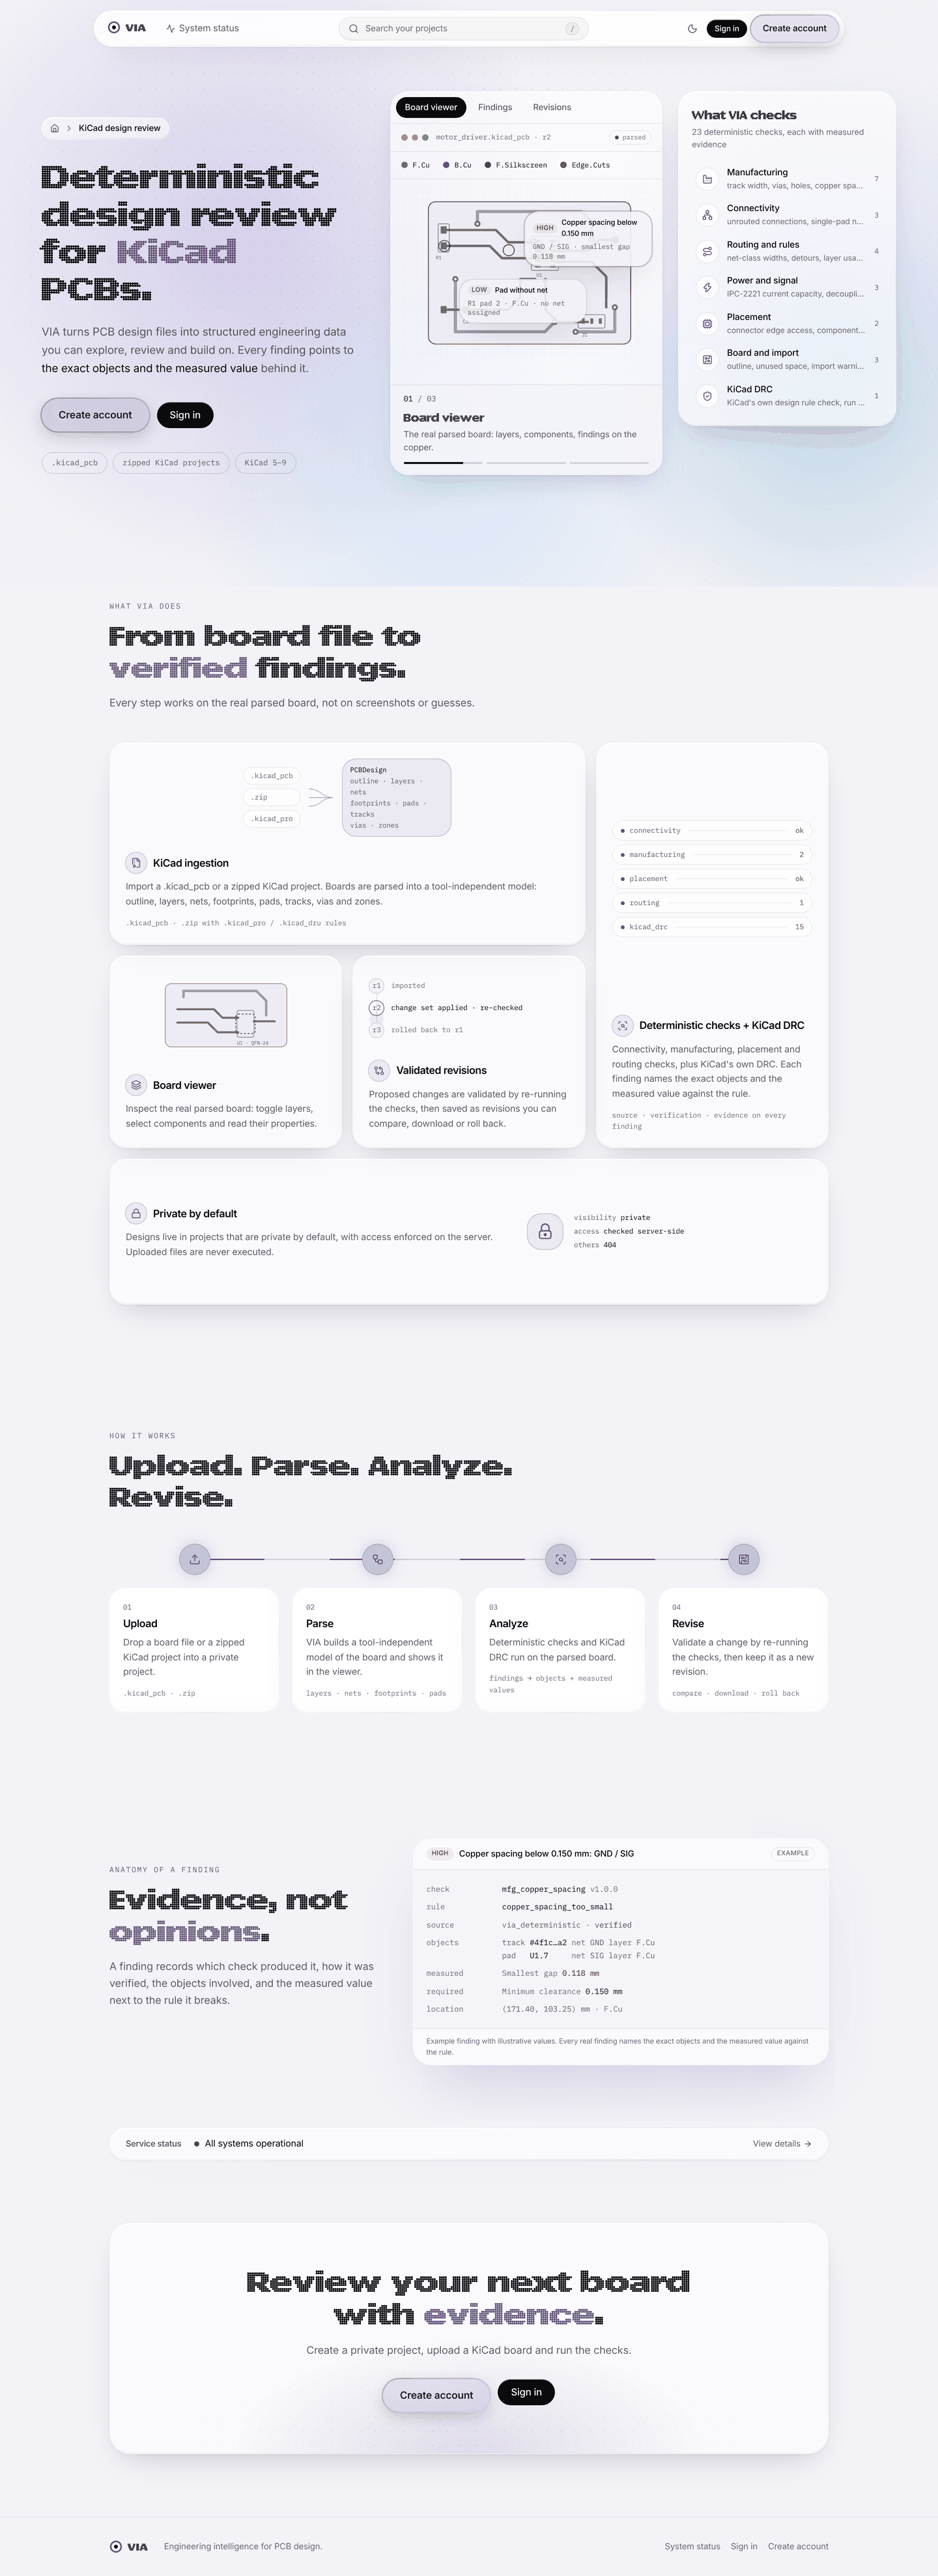 VIA
System status
Search your projects
/
Sign in
Create account
KiCad design review
Deterministic
design review
for KiCad
PCBs.
VIA turns PCB design files into structured engineering data
you can explore, review and build on. Every finding points to
the exact objects and the measured value behind it.
Create account
Sign in
.kicad_pcb
zipped KiCad projects
KiCad 5–9
Board viewer
Findings
Revisions
motor_driver.kicad_pcb · r2
parsed
F.Cu
B.Cu
F.Silkscreen
Edge.Cuts
HIGH
Copper spacing below
0.150 mm
GND / SIG · smallest gap
0.118 mm
R1
U1
LOW
Pad without net
R1 pad 2 · F.Cu · no net
assigned
J1
01 / 03
Board viewer
The real parsed board: layers, components, findings on the
copper.
What VIA checks
23 deterministic checks, each with measured
evidence
Manufacturing
track width, vias, holes, copper spa...
7
Connectivity
unrouted connections, single-pad n...
3
Routing and rules
net-class widths, detours, layer usa...
4
Power and signal
IPC-2221 current capacity, decoupli...
3
Placement
connector edge access, component...
2
Board and import
outline, unused space, import warni...
3
KiCad DRC
KiCad's own design rule check, run ...
1
WHAT VIA DOES
From board file to
verified findings.
Every step works on the real parsed board, not on screenshots or guesses.
.kicad_pcb
.zip
.kicad_pro
PCBDesign
outline · layers ·
nets
footprints · pads ·
tracks
vias · zones
KiCad ingestion
Import a .kicad_pcb or a zipped KiCad project. Boards are parsed into a tool-independent model:
outline, layers, nets, footprints, pads, tracks, vias and zones.
.kicad_pcb · .zip with .kicad_pro / .kicad_dru rules
connectivity
ok
manufacturing
2
placement
ok
routing
1
kicad_drc
15
Deterministic checks + KiCad DRC
Connectivity, manufacturing, placement and
routing checks, plus KiCad's own DRC. Each
finding names the exact objects and the
measured value against the rule.
source · verification · evidence on every
finding
U1 · QFN-24
Board viewer
Inspect the real parsed board: toggle layers,
select components and read their properties.
r1
imported
r2
change set applied · re-checked
r3
rolled back to r1
Validated revisions
Proposed changes are validated by re-running
the checks, then saved as revisions you can
compare, download or roll back.
Private by default
Designs live in projects that are private by default, with access enforced on the server.
Uploaded files are never executed.
visibility private
access checked server-side
others 404
HOW IT WORKS
Upload. Parse. Analyze.
Revise.
01
Upload
Drop a board file or a zipped
KiCad project into a private
project.
.kicad_pcb · .zip
02
Parse
VIA builds a tool-independent
model of the board and shows it
in the viewer.
layers · nets · footprints · pads
03
Analyze
Deterministic checks and KiCad
DRC run on the parsed board.
findings → objects + measured
values
04
Revise
Validate a change by re-running
the checks, then keep it as a new
revision.
compare · download · roll back
ANATOMY OF A FINDING
Evidence, not
opinions.
A finding records which check produced it, how it was
verified, the objects involved, and the measured value
next to the rule it breaks.
HIGH
Copper spacing below 0.150 mm: GND / SIG
EXAMPLE
check mfg_copper_spacing v1.0.0
rule copper_spacing_too_small
source via_deterministic · verified
objects track #4f1c…a2 net GND layer F.Cu
pad U1.7 net SIG layer F.Cu
measured Smallest gap 0.118 mm
required Minimum clearance 0.150 mm
location (171.40, 103.25) mm · F.Cu
Example finding with illustrative values. Every real finding names the exact objects and the measured value against
the rule.
Service status
All systems operational
View details →
Review your next board
with evidence.
Create a private project, upload a KiCad board and run the checks.
Create account
Sign in
VIA
Engineering intelligence for PCB design.
System status
Sign in
Create account